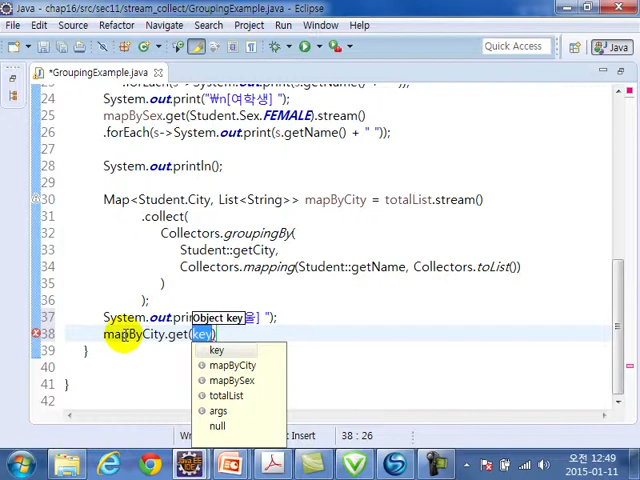 Java - chap16/src/sec11/stream_collect/GroupingExample.java - Eclipse
File Edit Source Refactor Navigate Search Project Run Window Help
Quick Access
Java
*GroupingExample.java
24 System.out.print("₩n[여학생] ");
25 mapBySex.get(Student.Sex.FEMALE).stream()
26 .forEach(s->System.out.print(s.getName() + " "));
27
28 System.out.println();
29
30 Map<Student.City, List<String>> mapByCity = totalList.stream()
31 .collect(
32 Collectors.groupingBy(
33 Student::getCity,
34 Collectors.mapping(Student::getName, Collectors.toList())
35 )
36 );
37 System.out.pri Object key 울] ");
38 mapByCity.get(key)
39 }
key
40
mapByCity
mapBySex
41 }
totalList
42
args
null
Insert
38 : 26
오전 12:49
2015-01-11